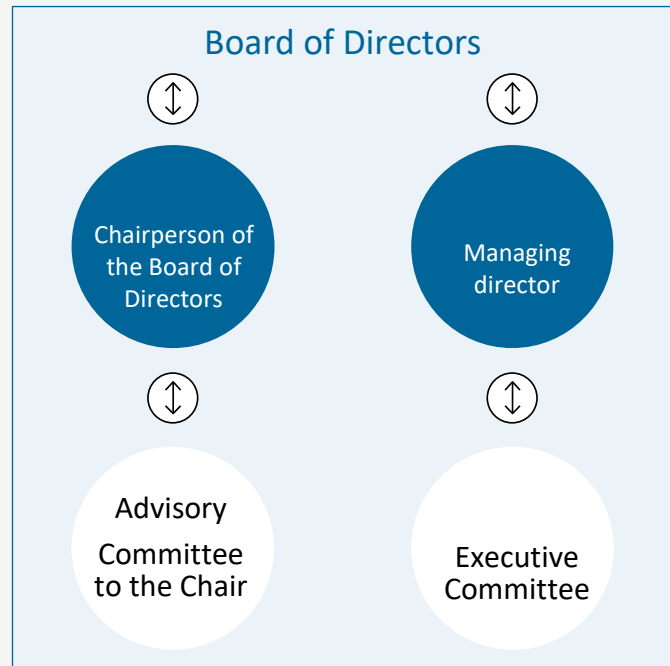 Board of Directors
Chairperson of
the Board of
Directors
Managing
director
Advisory
Committee
to the Chair
Executive
Committee